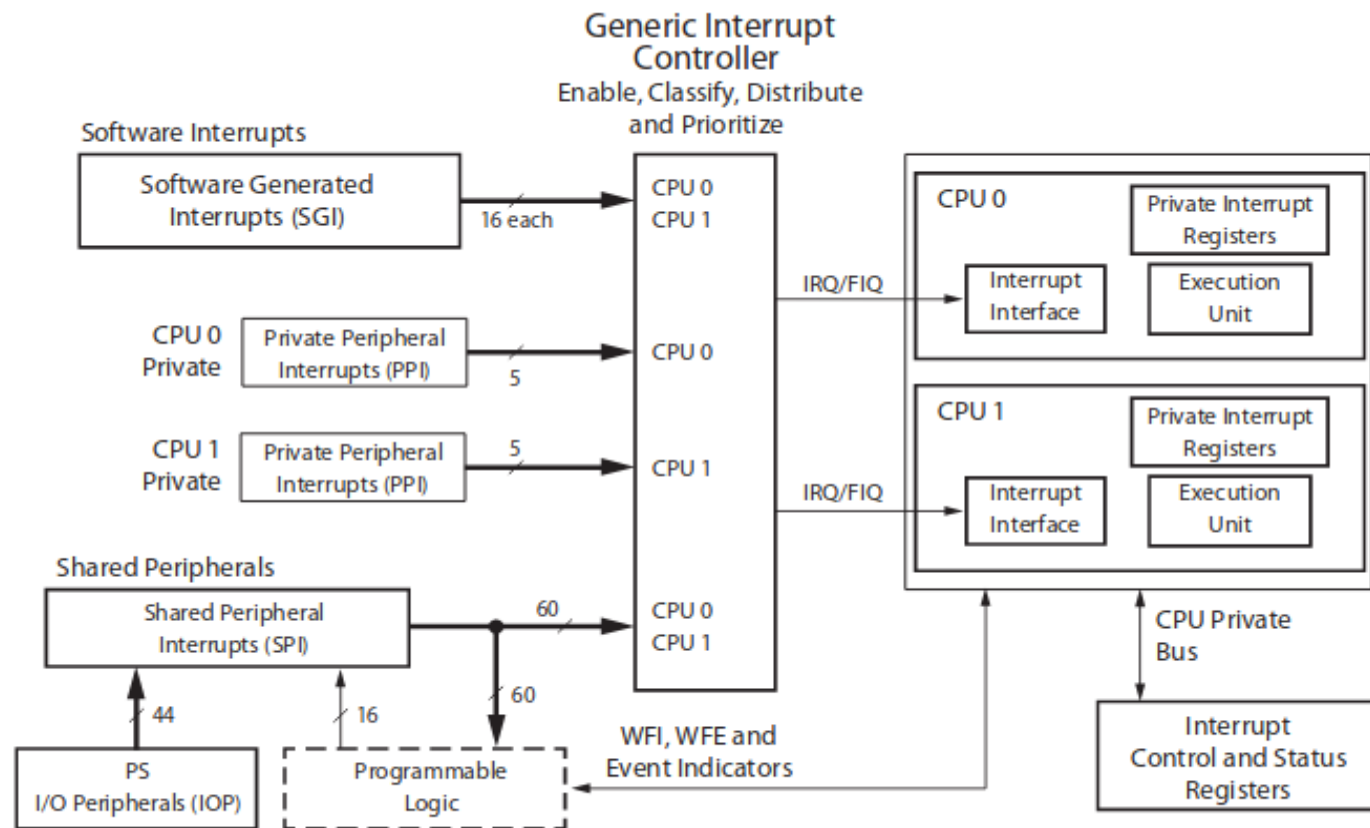 Generic Interrupt
Controller
Enable, Classify, Distribute
and Prioritize
Software Interrupts
Software Generated
Interrupts (SGI)
16 each
CPU 0
CPU 1
CPU 0
Private
Private Peripheral
Interrupts (PPI)
5
CPU 0
CPU 1
Private
Private Peripheral
Interrupts (PPI)
5
CPU 1
Shared Peripherals
Shared Peripheral
Interrupts (SPI)
60
CPU 0
CPU 1
60
44
16
PS
I/O Peripherals (IOP)
Programmable
Logic
WFI, WFE and
Event Indicators
IRQ/FIQ
CPU 0
Private Interrupt
Registers
Interrupt
Interface
Execution
Unit
IRQ/FIQ
CPU 1
Private Interrupt
Registers
Interrupt
Interface
Execution
Unit
CPU Private
Bus
Interrupt
Control and Status
Registers